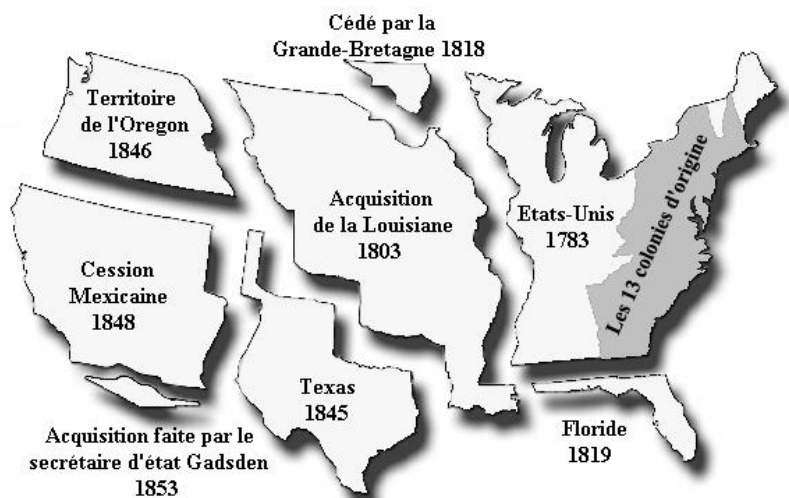 Cédé par la
Grande-Bretagne 1818
Territoire
de l'Oregon
1846
Acquisition
de la Louisiane
1803
Etats-Unis
1783
Les 13 colonies d'origine
Cession
Mexicaine
1848
Texas
1845
Floride
1819
Acquisition faite par le
secrétaire d'état Gadsden
1853